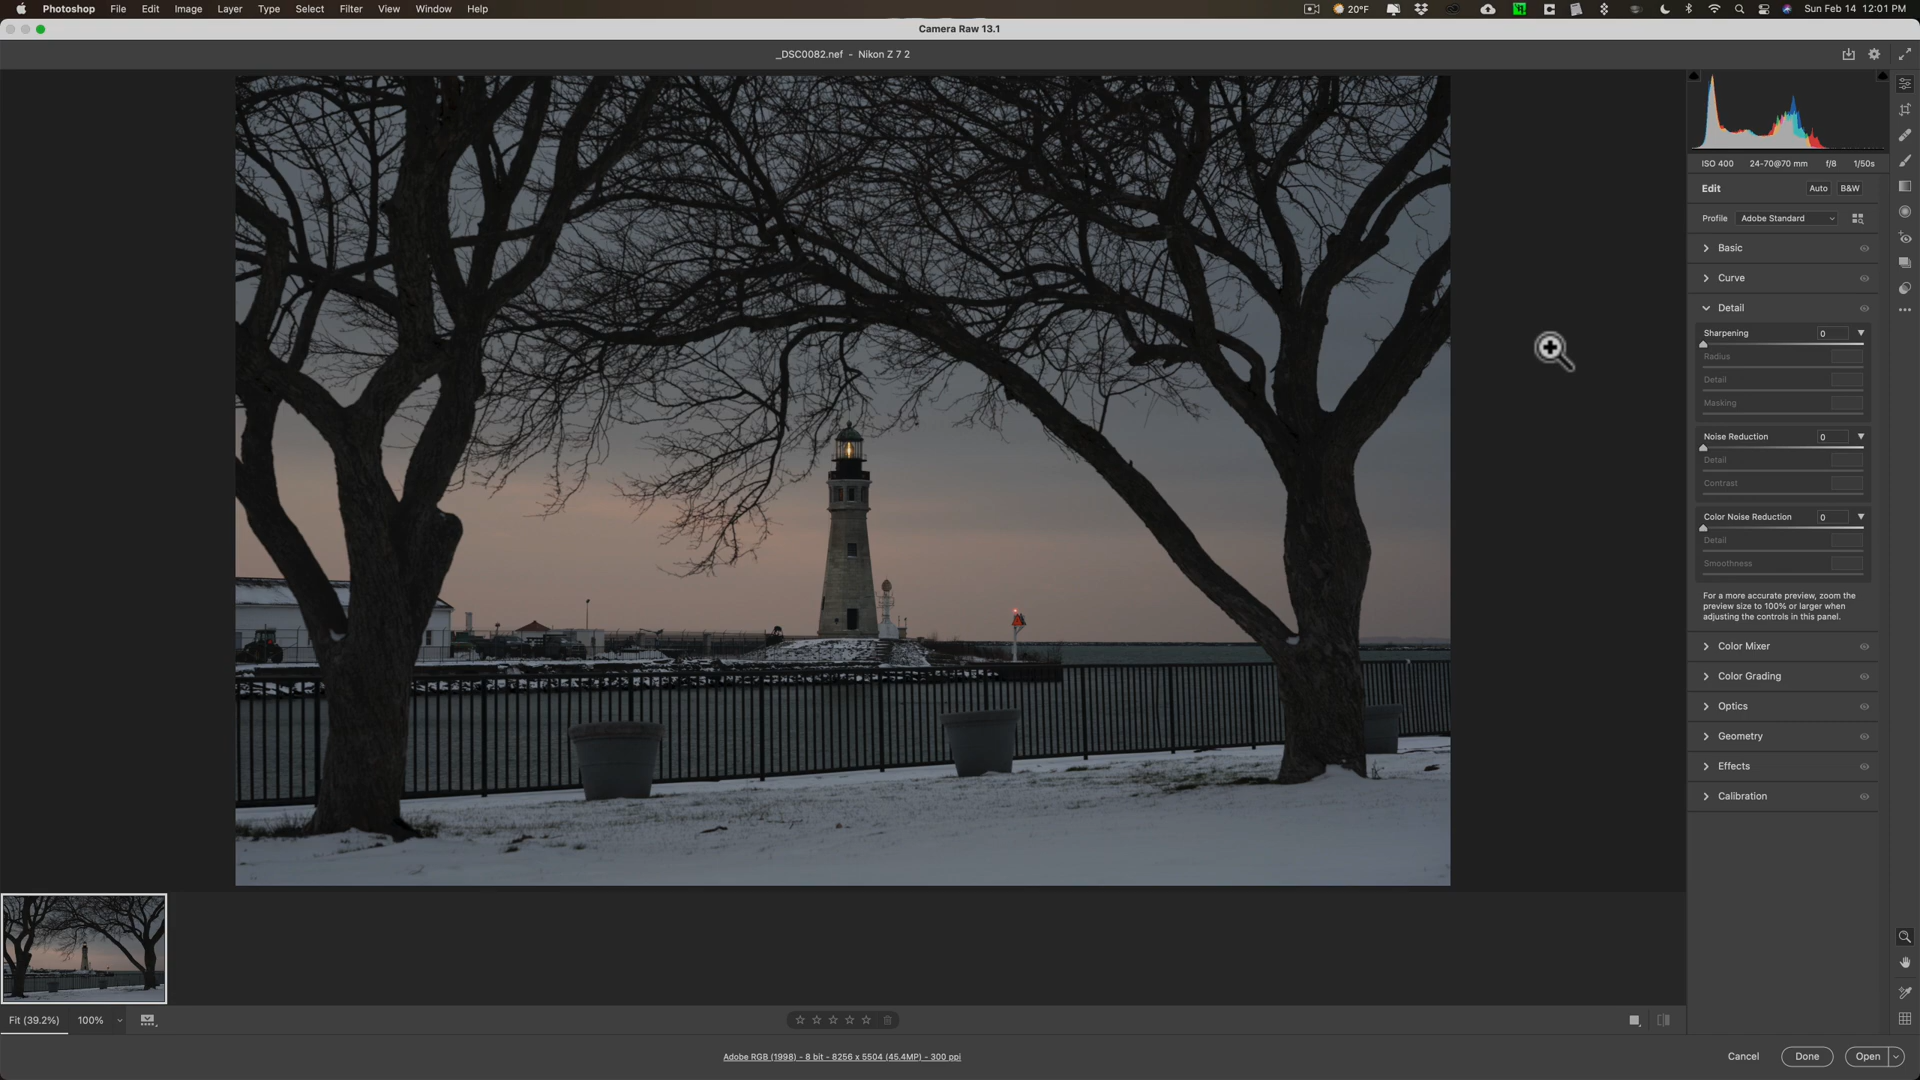 Photoshop File Edit Image Layer Type Select Filter View Window Help 20°F Sun Feb 14 12:01 PM
Camera Raw 13.1
_DSC0082.nef - Nikon Z 7 2
ISO 400 24-70@70 mm f/8 1/50s
Edit Auto B&W
Profile Adobe Standard
Basic
Curve
Detail
Sharpening 0
Radius
Detail
Masking
Noise Reduction 0
Detail
Contrast
Color Noise Reduction 0
Detail
Smoothness
For a more accurate preview, zoom the
preview size to 100% or larger when
adjusting the controls in this panel.
Color Mixer
Color Grading
Optics
Geometry
Effects
Calibration
Fit (39.2%) 100%
Adobe RGB (1998) - 8 bit - 8256 x 5504 (45.4MP) - 300 ppi
Cancel Done Open